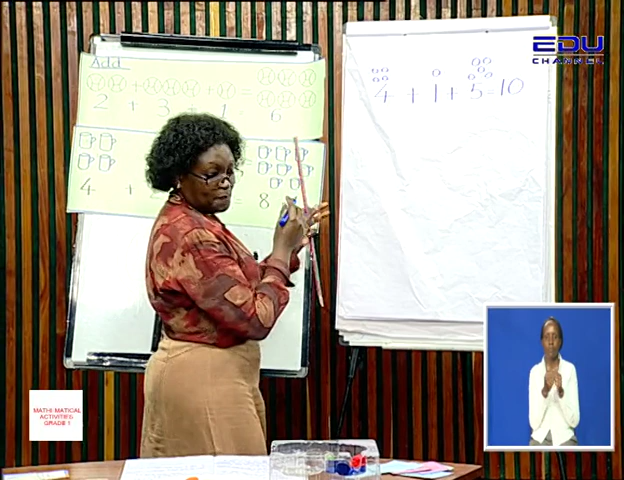 Add
2 + 3 + 1 =
6
4 +
= 8
4 + 1 + 5 = 10
EDU
CHANNEL
MATHEMATICAL
ACTIVITIES
GRADE 1